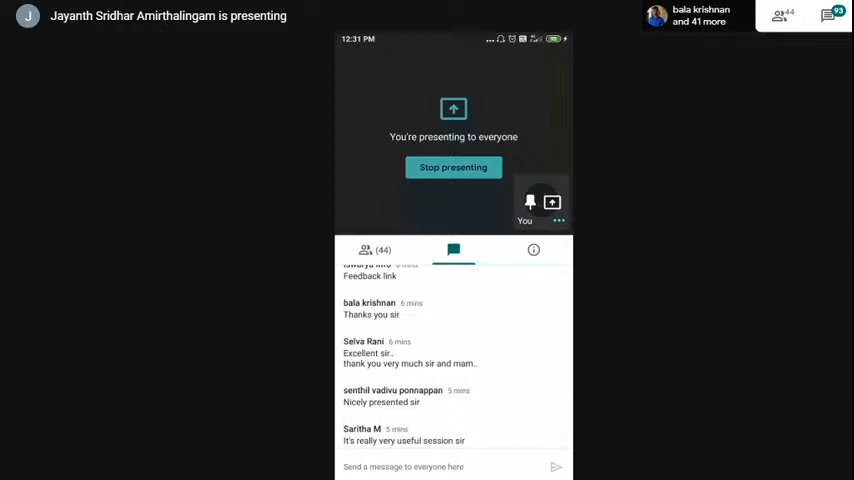 J
Jayanth Sridhar Amirthalingam is presenting
bala krishnan
and 41 more
44
93
12:31 PM
You're presenting to everyone
Stop presenting
You
(44)
Feedback link
bala krishnan 6 mins
Thanks you sir
Selva Rani 6 mins
Excellent sir..
thank you very much sir and mam..
senthil vadivu ponnappan 5 mins
Nicely presented sir
Saritha M 5 mins
It's really very useful session sir
Send a message to everyone here